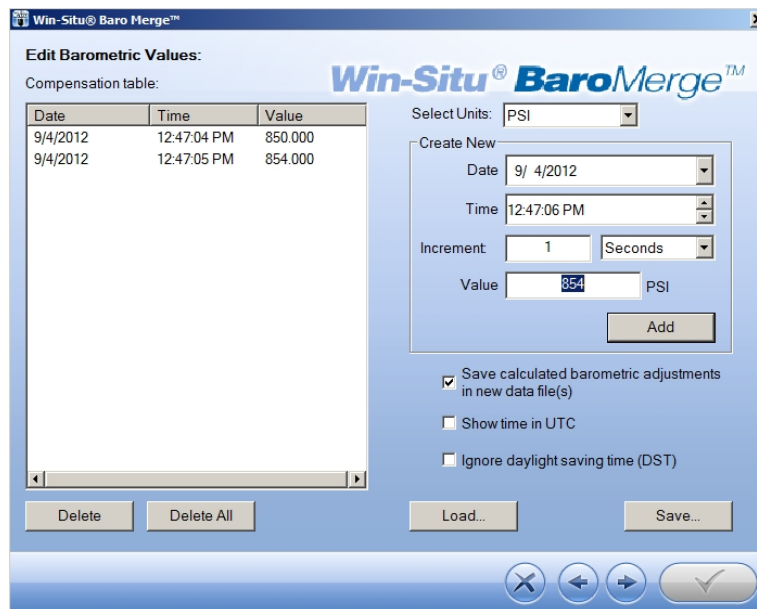 Win-Situ® Baro Merge™
Edit Barometric Values:
Win-Situ® BaroMerge™
Compensation table:
Date Time Value
9/4/2012 12:47:04 PM 850.000
9/4/2012 12:47:05 PM 854.000
Select Units: PSI
Create New
Date 9/ 4/2012
Time 12:47:06 PM
Increment: 1 Seconds
Value 854 PSI
Add
Save calculated barometric adjustments
in new data file(s)
Show time in UTC
Ignore daylight saving time (DST)
Delete Delete All Load... Save...